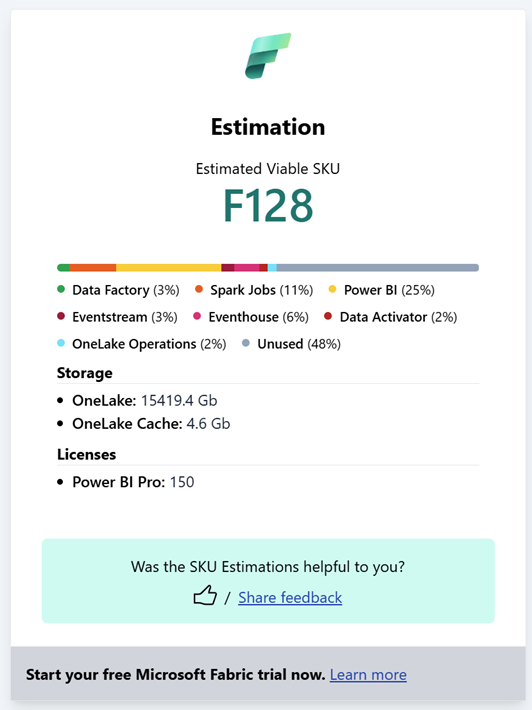 Estimation
Estimated Viable SKU
F128
Data Factory (3%) Spark Jobs (11%) Power BI (25%)
Eventstream (3%) Eventhouse (6%) Data Activator (2%)
OneLake Operations (2%) Unused (48%)
Storage
OneLake: 15419.4 Gb
OneLake Cache: 4.6 Gb
Licenses
Power BI Pro: 150
Was the SKU Estimations helpful to you?
/ Share feedback
Start your free Microsoft Fabric trial now. Learn more